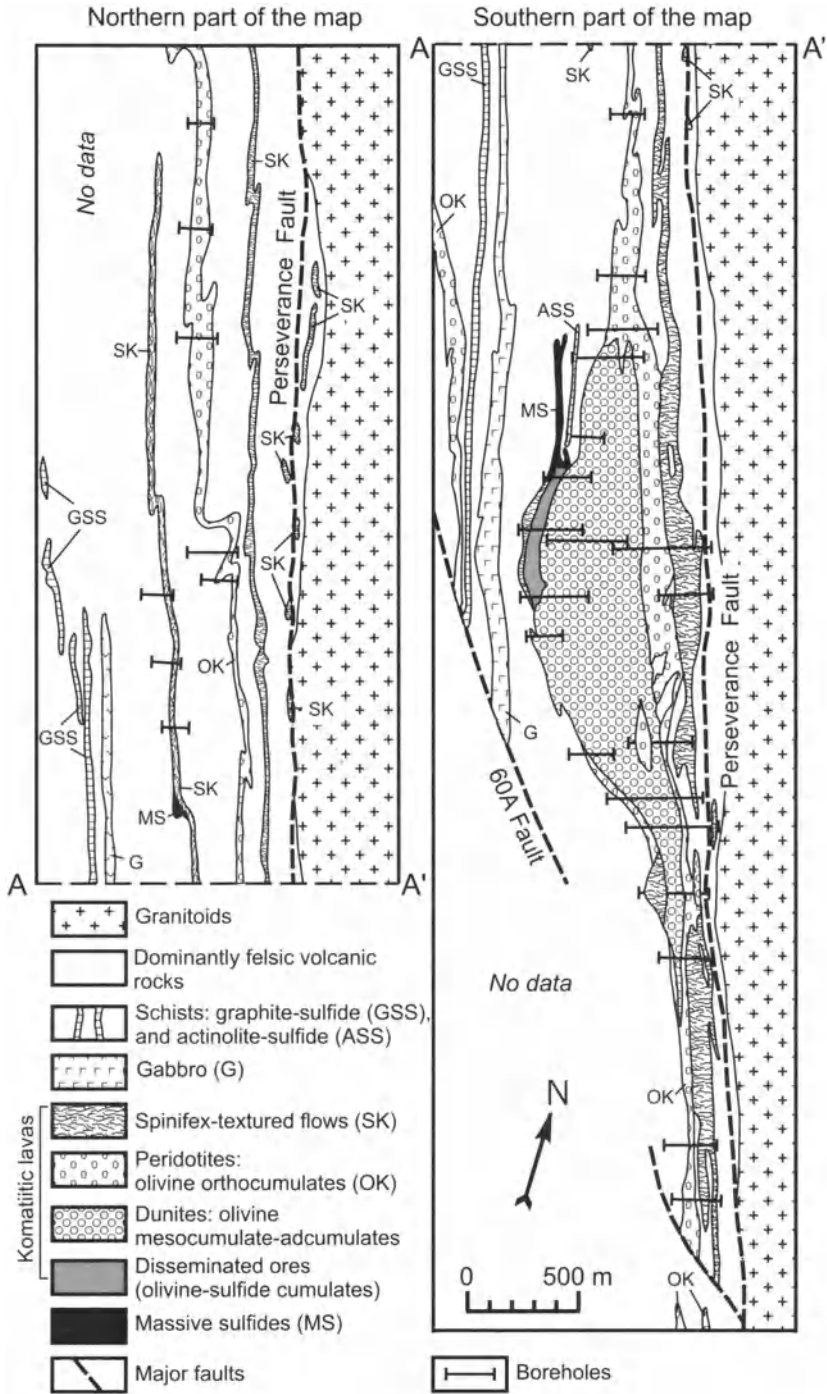 Northern part of the map
No data
SK
SK
SK
Perseverance Fault
SK
SK
SK
GSS
GSS
OK
SK
SK
MS
G
A
A'
Southern part of the map
A
A'
GSS
SK
SK
OK
ASS
MS
G
60A Fault
Perseverance Fault
No data
N
OK
OK
0
500 m
Granitoids
Dominantly felsic volcanic
rocks
Schists: graphite-sulfide (GSS),
and actinolite-sulfide (ASS)
Gabbro (G)
Komatiitic lavas
Spinifex-textured flows (SK)
Peridotites:
olivine orthocumulates (OK)
Dunites: olivine
mesocumulate-adcumulates
Disseminated ores
(olivine-sulfide cumulates)
Massive sulfides (MS)
Major faults
Boreholes